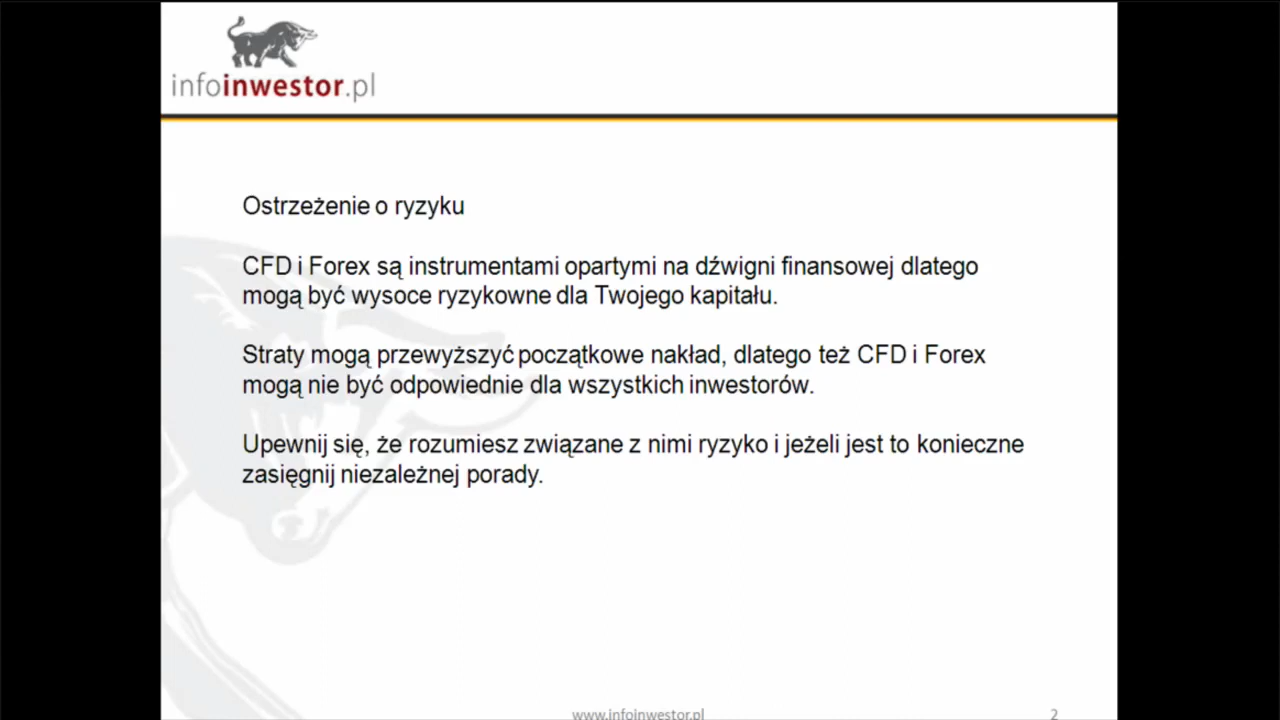 infoinwestor.pl
Ostrzeżenie o ryzyku
CFD i Forex są instrumentami opartymi na dźwigni finansowej dlatego
mogą być wysoce ryzykowne dla Twojego kapitału.
Straty mogą przewyższyć początkowe nakład, dlatego też CFD i Forex
mogą nie być odpowiednie dla wszystkich inwestorów.
Upewnij się, że rozumiesz związane z nimi ryzyko i jeżeli jest to konieczne
zasięgnij niezależnej porady.
www.infoinwestor.pl
2